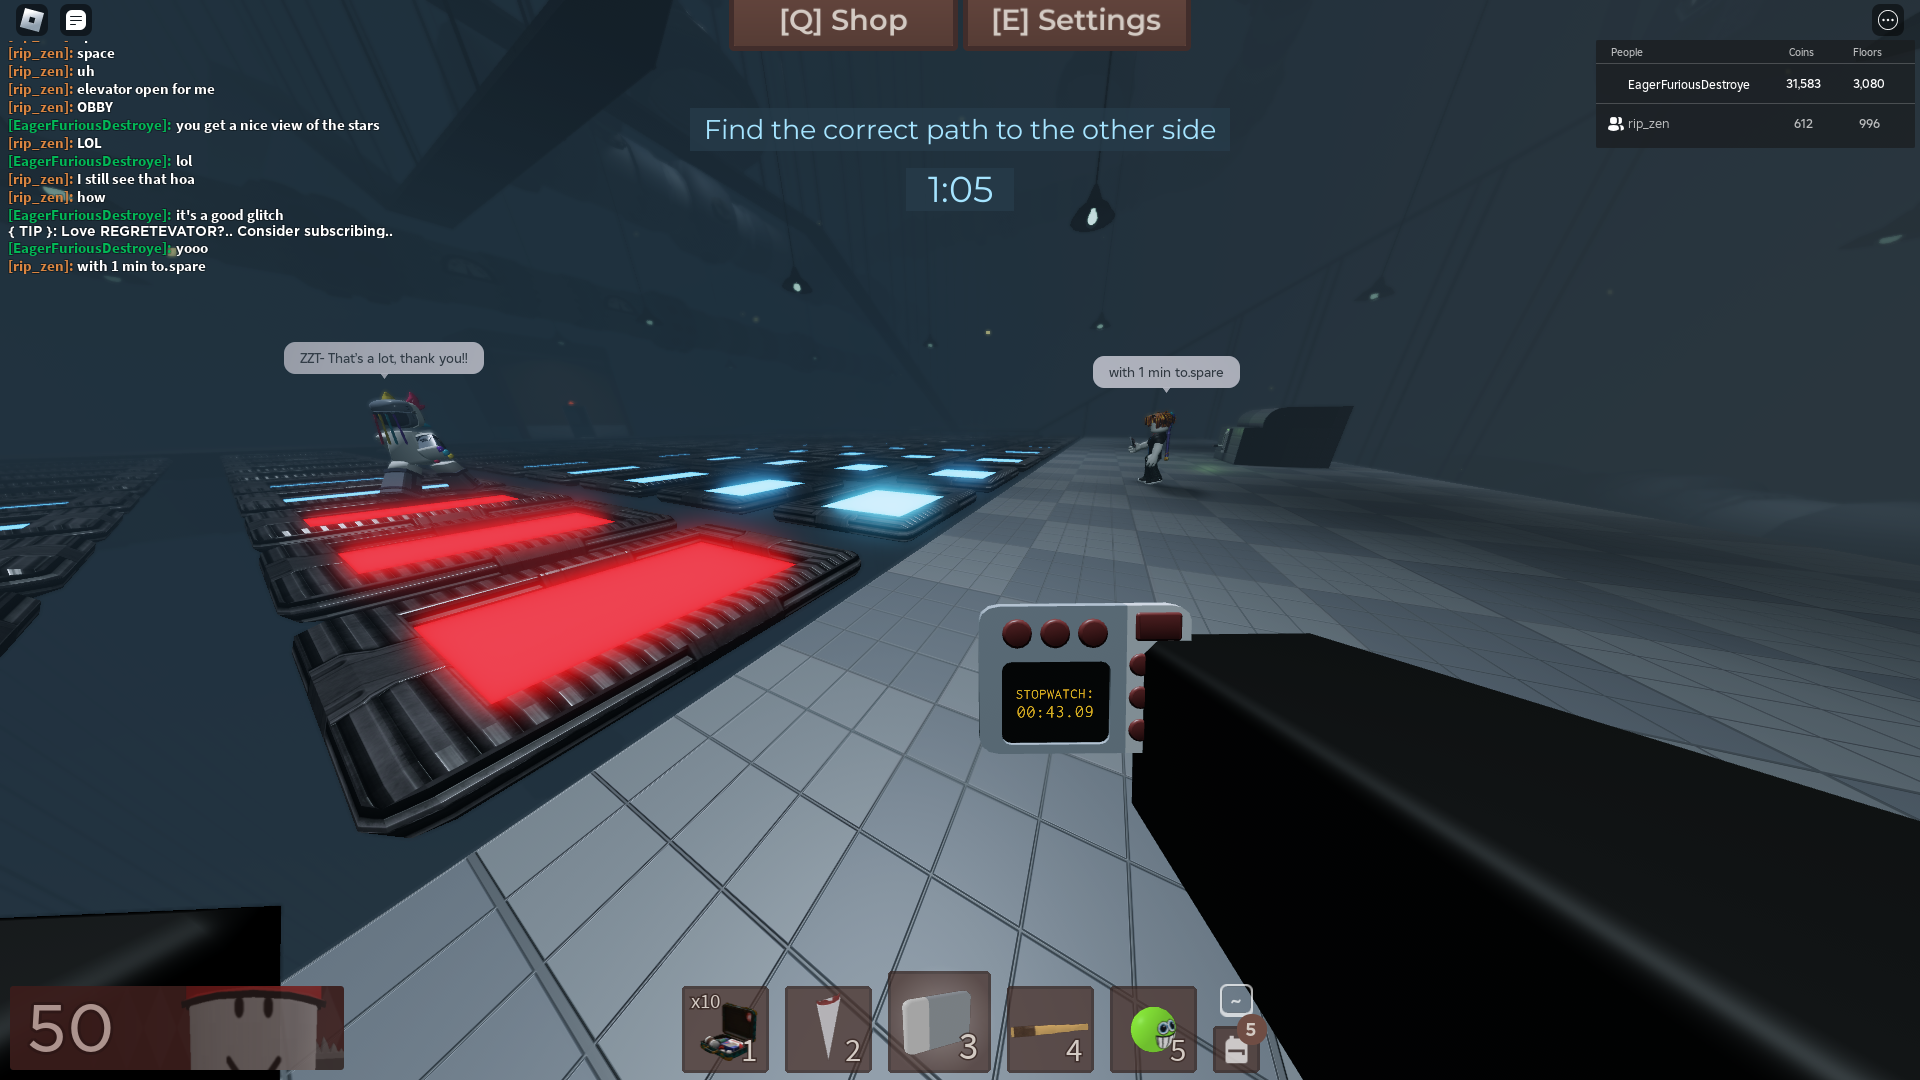 [Q] Shop
[E] Settings
[rip_zen]: space
[rip_zen]: uh
[rip_zen]: elevator open for me
[rip_zen]: OBBY
[EagerFuriousDestroye]: you get a nice view of the stars
[rip_zen]: LOL
[EagerFuriousDestroye]: lol
[rip_zen]: I still see that hoa
[rip_zen]: how
[EagerFuriousDestroye]: it's a good glitch
{ TIP }: Love REGRETEVATOR?.. Consider subscribing..
[EagerFuriousDestroye]: yooo
[rip_zen]: with 1 min to.spare
People Coins Floors
EagerFuriousDestroye 31,583 3,080
rip_zen 612 996
Find the correct path to the other side
1:05
ZZT- That's a lot, thank you!!
with 1 min to.spare
STOPWATCH:
00:43.09
50
x10
1
2
3
4
5
~
5